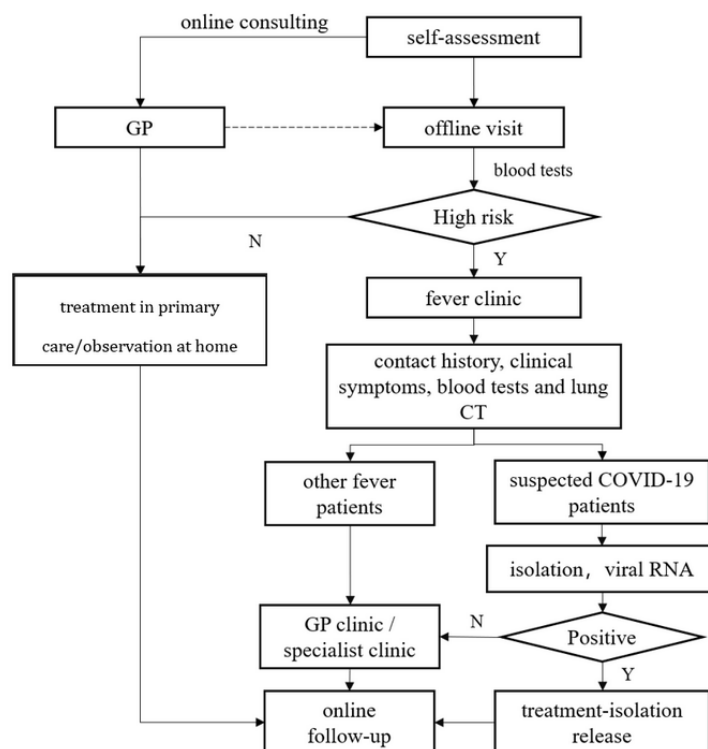 online consulting
self-assessment
GP
offline visit
blood tests
High risk
N
Y
treatment in primary
care/observation at home
fever clinic
contact history, clinical
symptoms, blood tests and lung
CT
other fever
patients
suspected COVID-19
patients
isolation，viral RNA
GP clinic /
specialist clinic
N
Positive
Y
online
follow-up
treatment-isolation
release